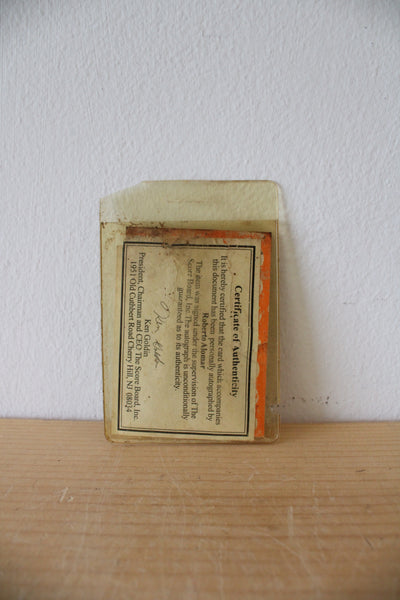 Certificate of Authenticity
It is hereby certified that the card which accompanies
this document has been personally autographed by
Roberto Alomar
The item was signed under the supervision of The
Score Board, Inc. The autograph is unconditionally
guaranteed as to its authenticity.
Ken Goldin
President, Chairman and CEO The Score Board, Inc.
1951 Old Cuthbert Road Cherry Hill, NJ 08034